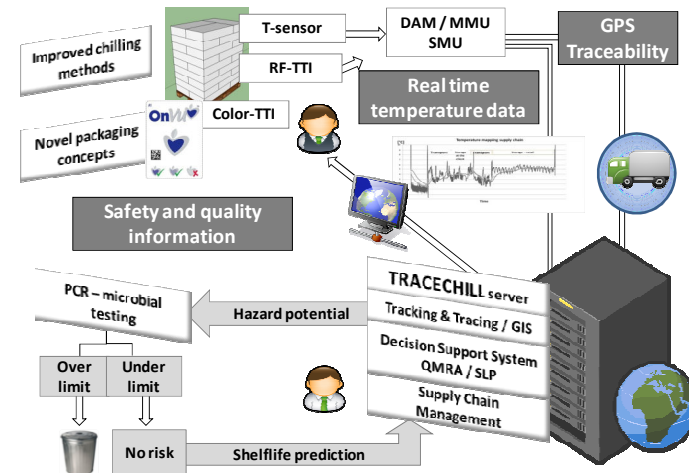 T-sensor
DAM / MMU
SMU
GPS
Traceability
Improved chilling
methods
RF-TTI
Real time
temperature data
Color-TTI
OnVu
Novel packaging
concepts
Temperature mapping supply chain
Time
Safety and quality
information
TRACECHILL server
PCR – microbial
testing
Hazard potential
Tracking & Tracing / GIS
Decision Support System
QMRA / SLP
Over
limit
Under
limit
Supply Chain
Management
No risk
Shelflife prediction